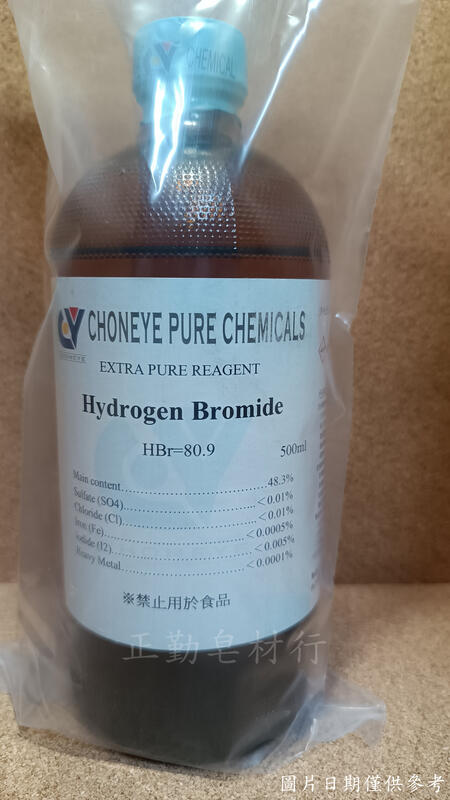 CHEMICAL
CHONEYE PURE CHEMICALS
CHONEYE
EXTRA PURE REAGENT
Hydrogen Bromide
HBr=80.9 500ml
Main content........................................48.3%
Sulfate (SO4)....................................<0.01%
Chloride (Cl)....................................<0.01%
Iron (Fe)........................................<0.0005%
iodide (I2)......................................<0.005%
Heavy Metal......................................<0.0001%
※禁止用於食品
正勤皂材行
圖片日期僅供參考